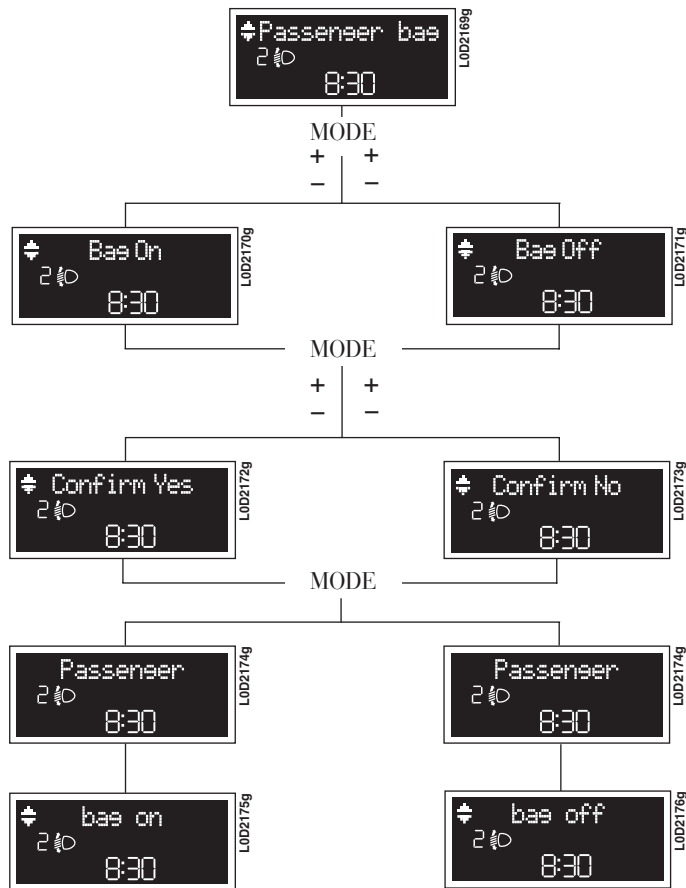 Passenger bag
2
8:30
L0D2169g
MODE
+ +
– –
Bag On
2
8:30
L0D2170g
Bag Off
2
8:30
L0D2171g
MODE
+ +
– –
Confirm Yes
2
8:30
L0D2172g
Confirm No
2
8:30
L0D2173g
MODE
Passenger
2
8:30
L0D2174g
Passenger
2
8:30
L0D2174g
bag on
2
8:30
L0D2175g
bag off
2
8:30
L0D2176g